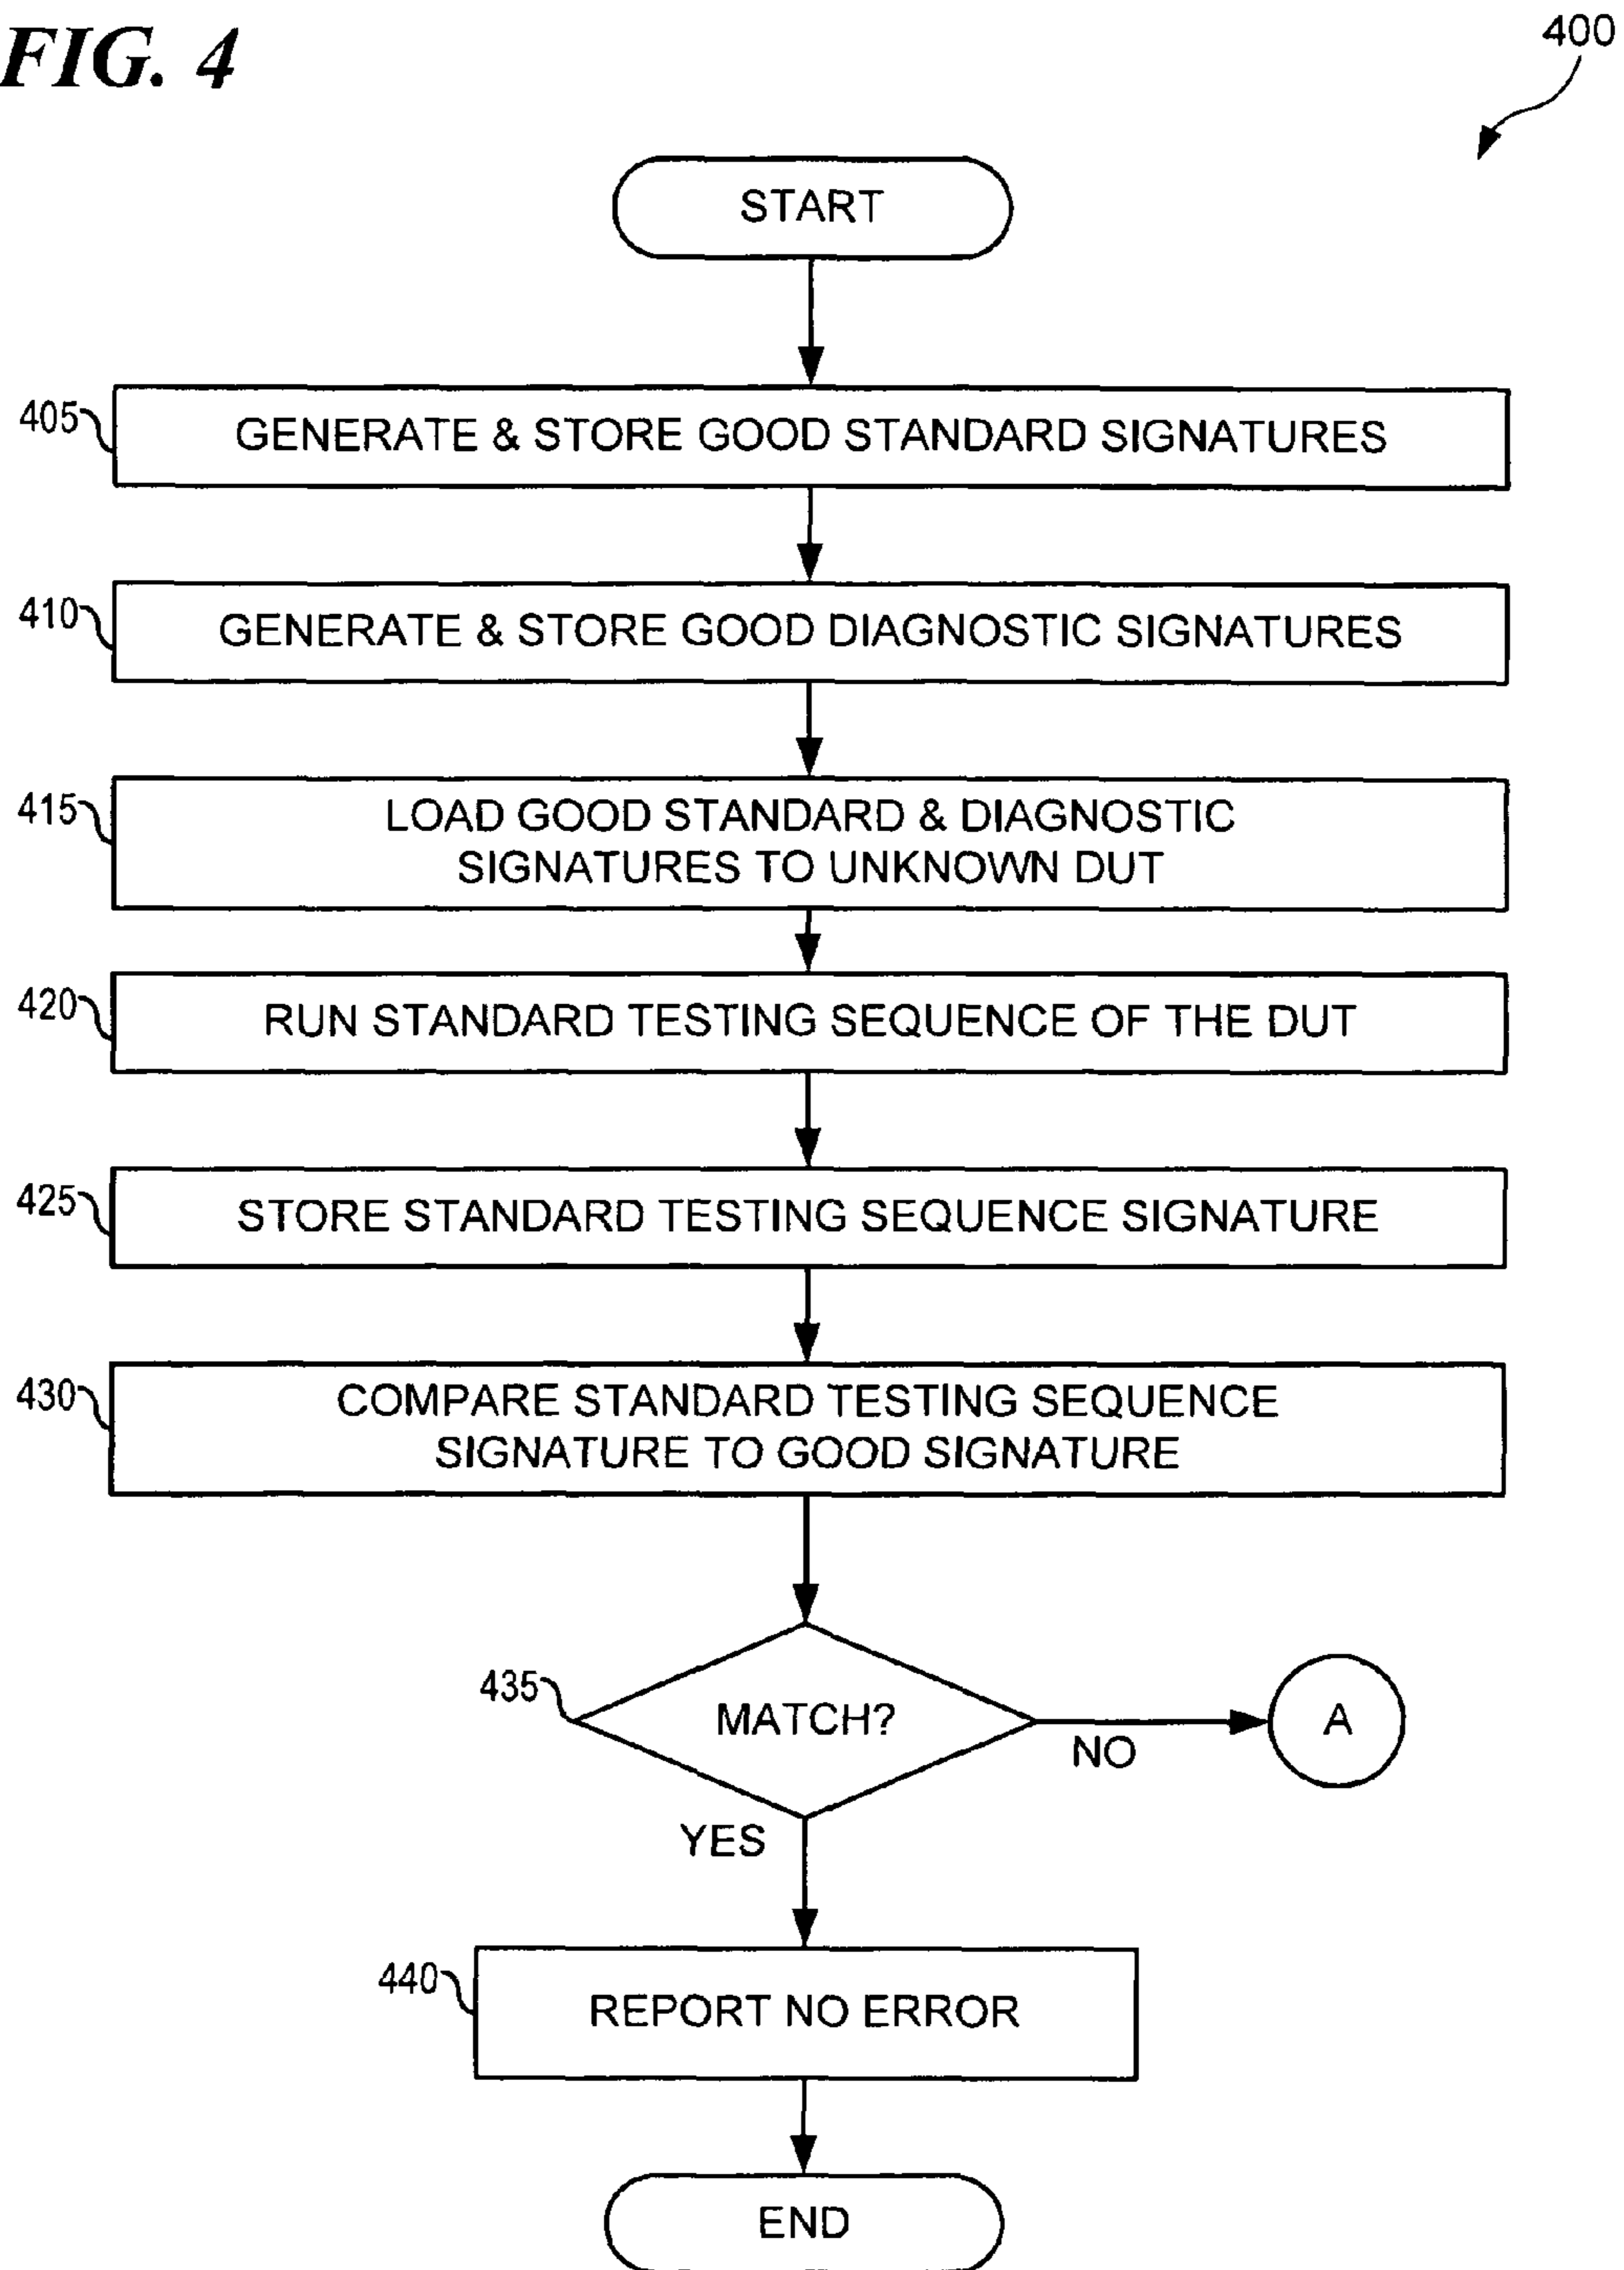 FIG. 4
400
START
405
GENERATE & STORE GOOD STANDARD SIGNATURES
410
GENERATE & STORE GOOD DIAGNOSTIC SIGNATURES
415
LOAD GOOD STANDARD & DIAGNOSTIC
SIGNATURES TO UNKNOWN DUT
420
RUN STANDARD TESTING SEQUENCE OF THE DUT
425
STORE STANDARD TESTING SEQUENCE SIGNATURE
430
COMPARE STANDARD TESTING SEQUENCE
SIGNATURE TO GOOD SIGNATURE
435
MATCH?
NO
A
YES
440
REPORT NO ERROR
END